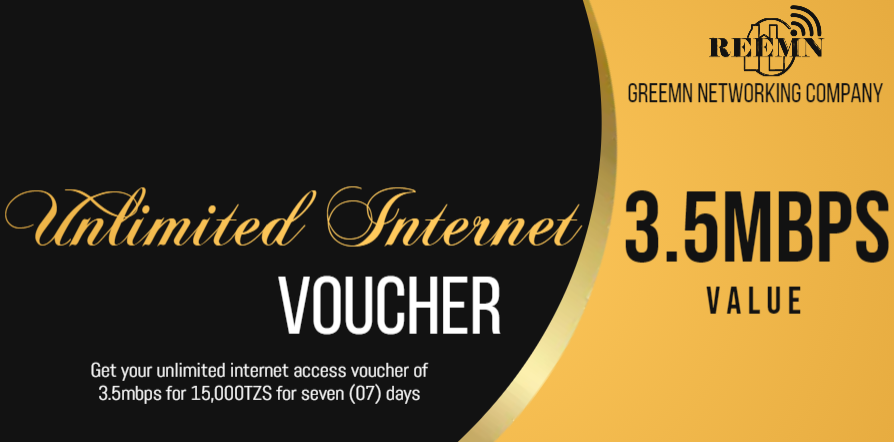 REEMN
GREEMN NETWORKING COMPANY
Unlimited Internet
VOUCHER
3.5MBPS
VALUE
Get your unlimited internet access voucher of
3.5mbps for 15,000TZS for seven (07) days